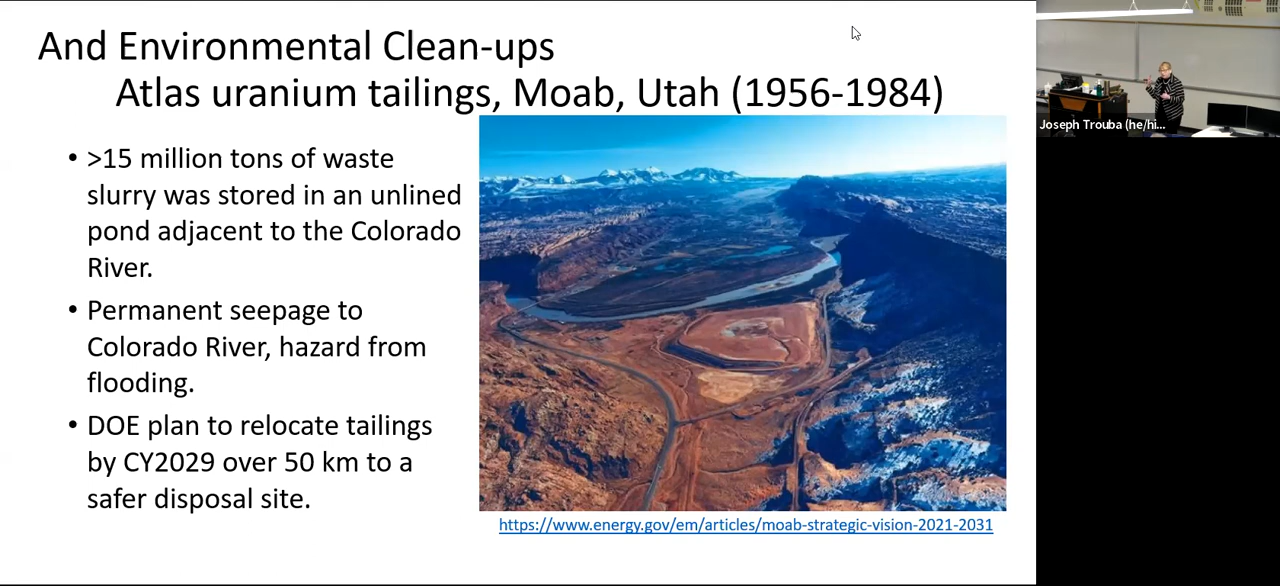 And Environmental Clean-ups
Atlas uranium tailings, Moab, Utah (1956-1984)
• >15 million tons of waste
slurry was stored in an unlined
pond adjacent to the Colorado
River.
• Permanent seepage to
Colorado River, hazard from
flooding.
• DOE plan to relocate tailings
by CY2029 over 50 km to a
safer disposal site.
https://www.energy.gov/em/articles/moab-strategic-vision-2021-2031
Joseph Trouba (he/hi...